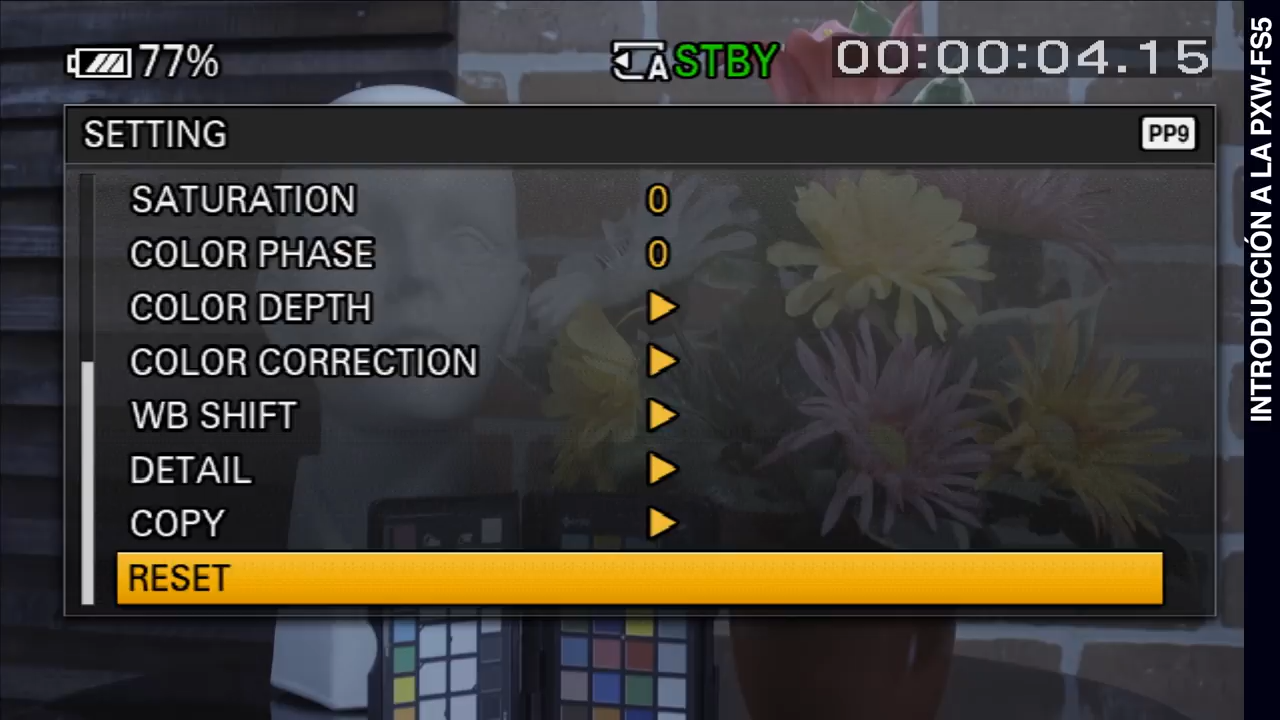 77% A STBY 00:00:04.15
SETTING PP9
SATURATION 0
COLOR PHASE 0
COLOR DEPTH
COLOR CORRECTION
WB SHIFT
DETAIL
COPY
RESET
INTRODUCCIÓN A LA PXW-FS5